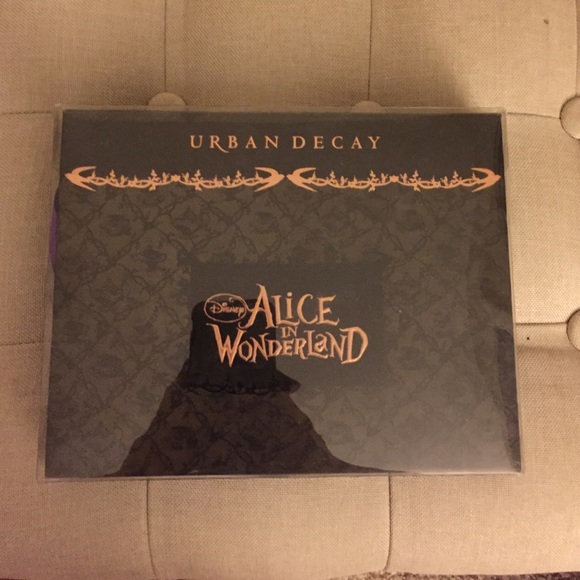 URBAN DECAY
Disney
ALICE
IN
WONDERLAND